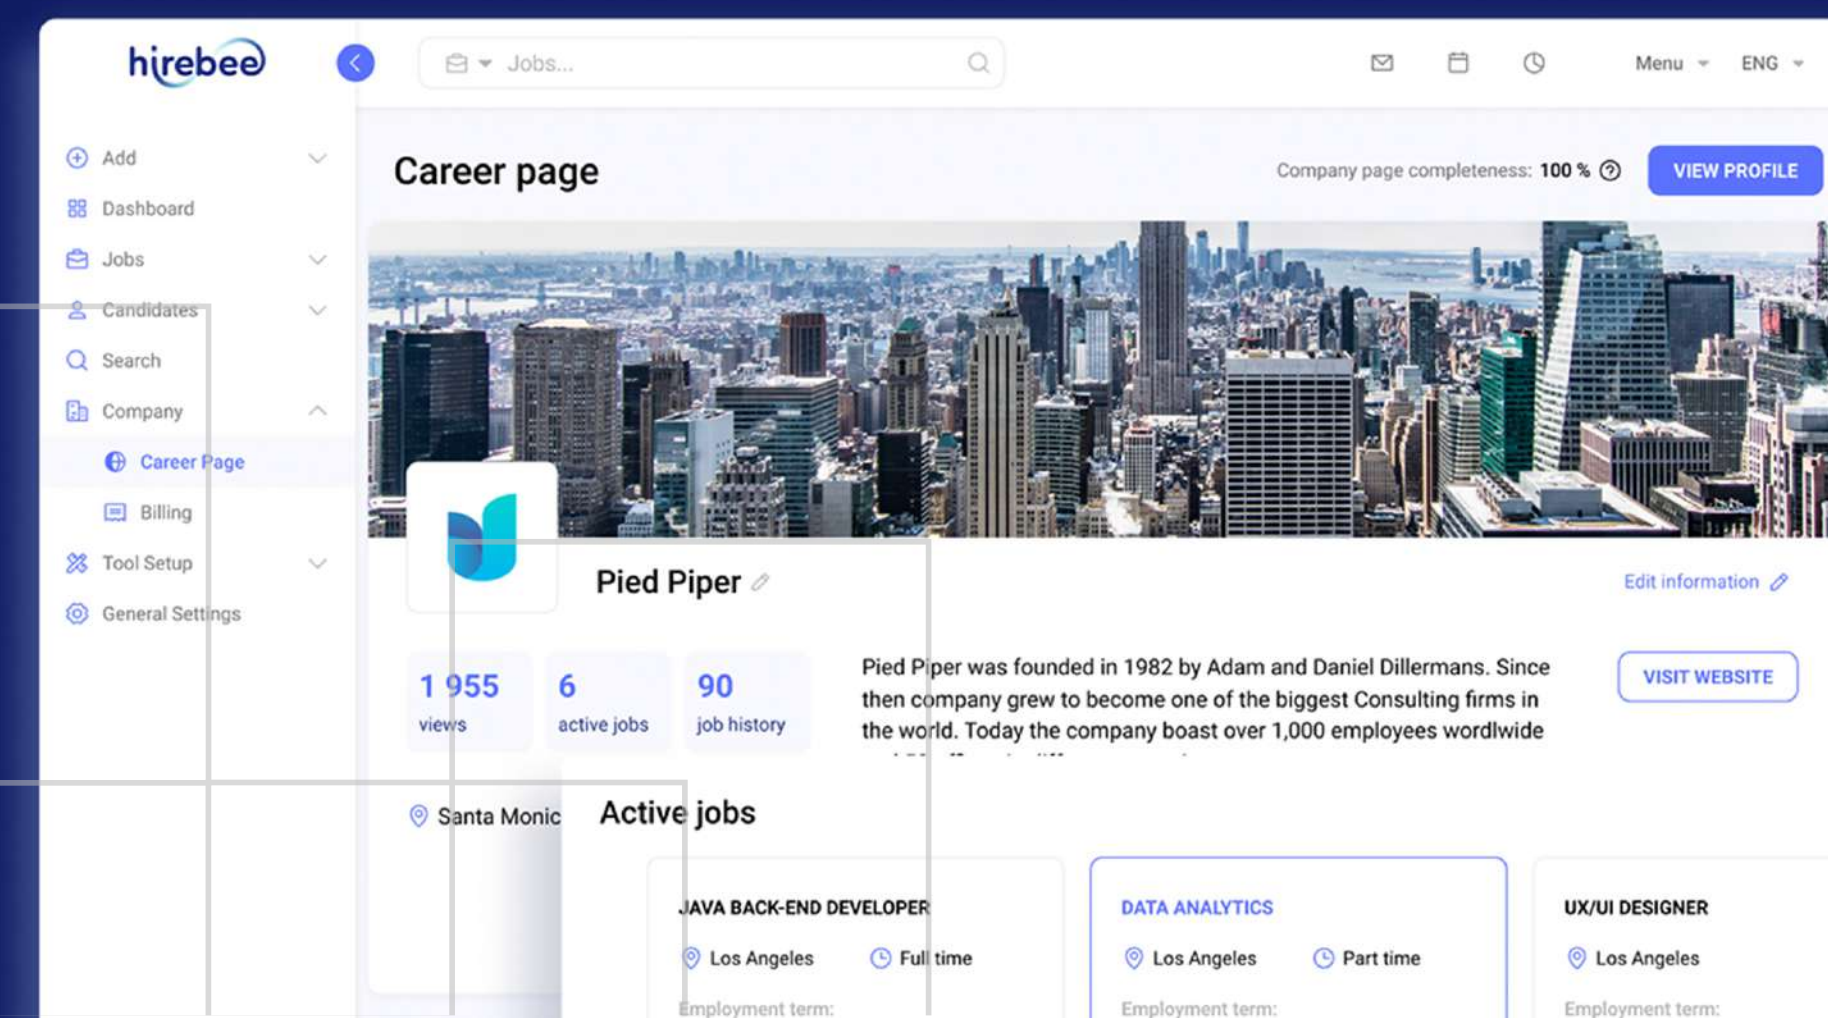 hirebee
Jobs...
Menu
ENG
Add
Dashboard
Jobs
Candidates
Search
Company
Career Page
Billing
Tool Setup
General Settings
Career page
Company page completeness: 100 %
VIEW PROFILE
Pied Piper
Edit information
1 955
views
6
active jobs
90
job history
Pied Piper was founded in 1982 by Adam and Daniel Dillermans. Since
then company grew to become one of the biggest Consulting firms in
the world. Today the company boast over 1,000 employees wordlwide
VISIT WEBSITE
Santa Monic
Active jobs
JAVA BACK-END DEVELOPER
Los Angeles
Full time
Employment term:
DATA ANALYTICS
Los Angeles
Part time
Employment term:
UX/UI DESIGNER
Los Angeles
Employment term: